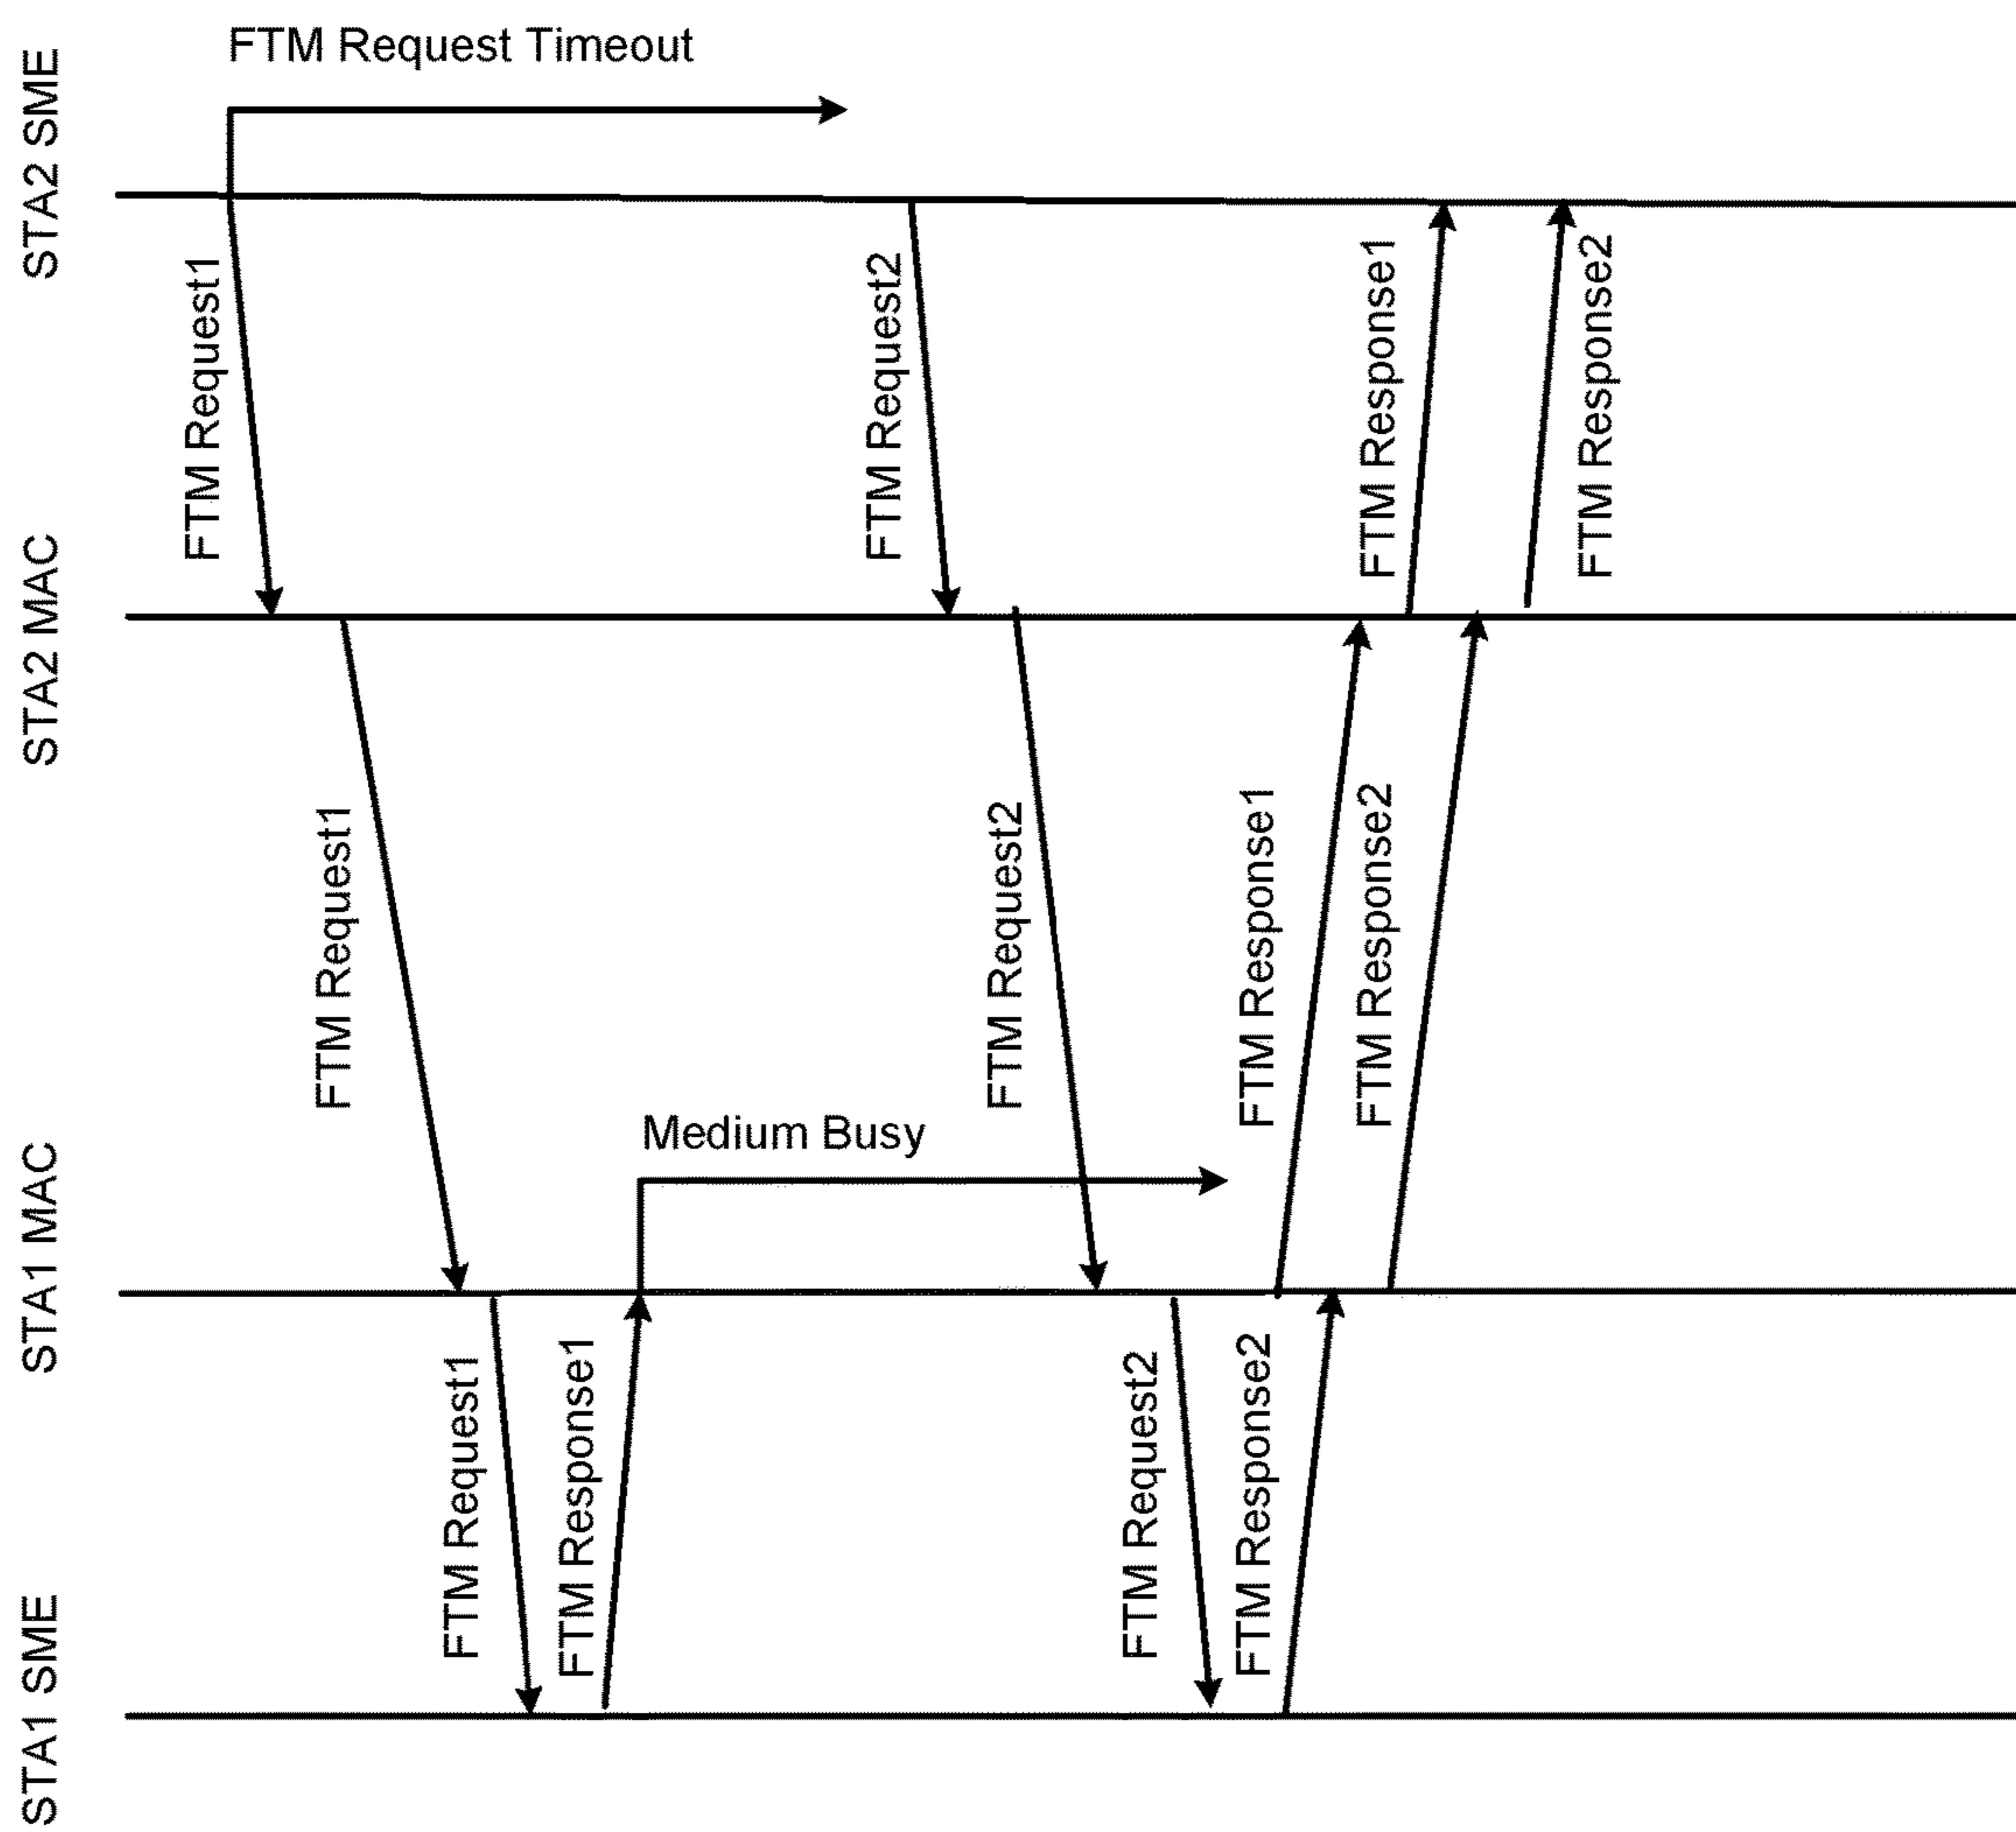 FTM Request Timeout
STA2 SME
FTM Request1
FTM Request2
FTM Response1
FTM Response2
STA2 MAC
FTM Request1
FTM Request2
FTM Response1
FTM Response2
Medium Busy
STA1 MAC
FTM Request1
FTM Response1
FTM Request2
FTM Response2
STA1 SME